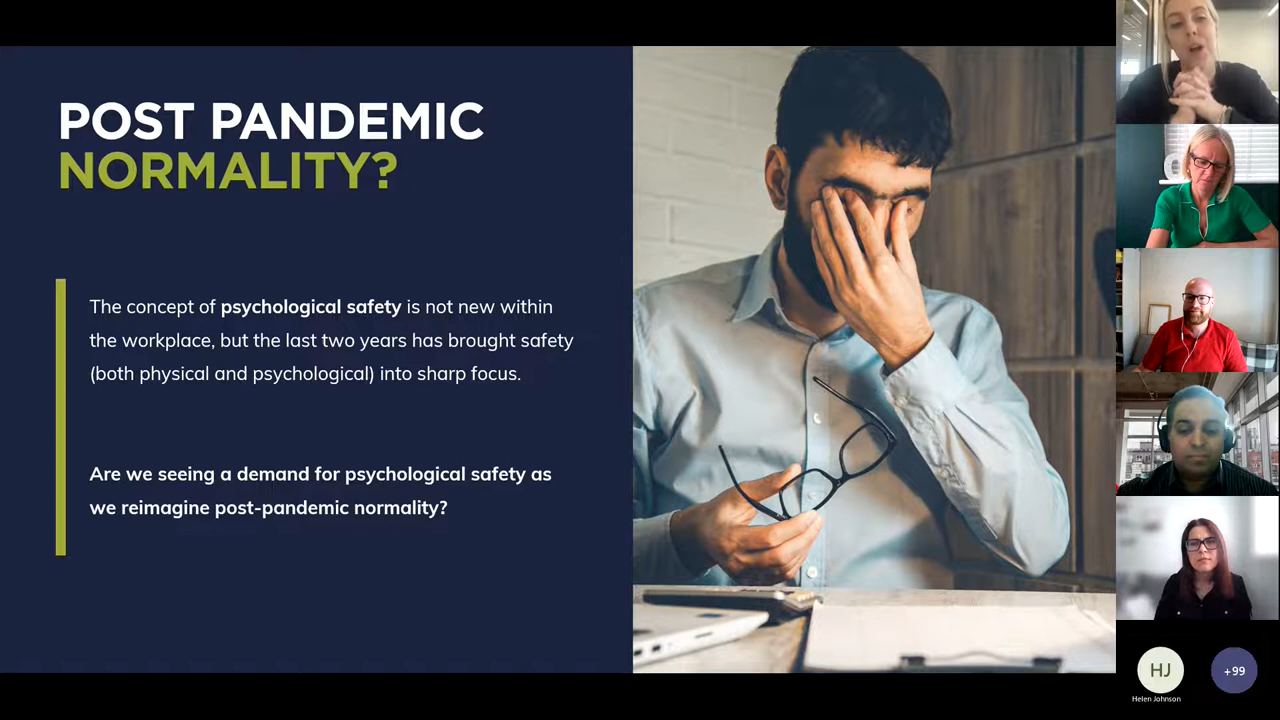 POST PANDEMIC
NORMALITY?
The concept of psychological safety is not new within
the workplace, but the last two years has brought safety
(both physical and psychological) into sharp focus.
Are we seeing a demand for psychological safety as
we reimagine post-pandemic normality?
HJ
+99
Helen Johnson